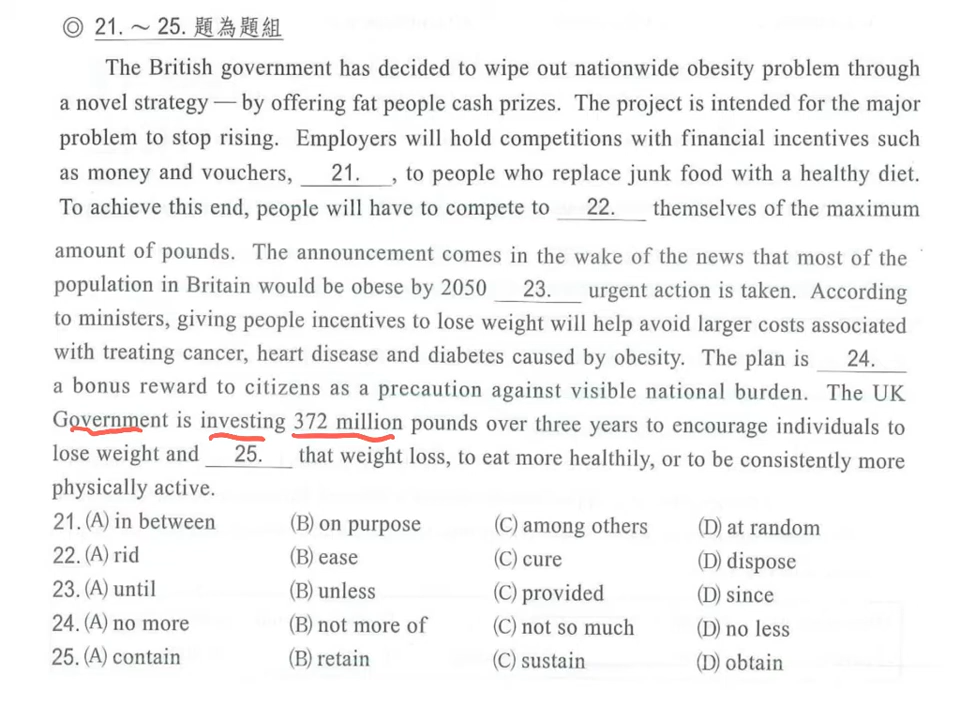 ◎ 21. ~ 25. 題為題組
The British government has decided to wipe out nationwide obesity problem through
a novel strategy — by offering fat people cash prizes. The project is intended for the major
problem to stop rising. Employers will hold competitions with financial incentives such
as money and vouchers, 21. , to people who replace junk food with a healthy diet.
To achieve this end, people will have to compete to 22. themselves of the maximum
amount of pounds. The announcement comes in the wake of the news that most of the
population in Britain would be obese by 2050 23. urgent action is taken. According
to ministers, giving people incentives to lose weight will help avoid larger costs associated
with treating cancer, heart disease and diabetes caused by obesity. The plan is 24.
a bonus reward to citizens as a precaution against visible national burden. The UK
Government is investing 372 million pounds over three years to encourage individuals to
lose weight and 25. that weight loss, to eat more healthily, or to be consistently more
physically active.
21. (A) in between (B) on purpose (C) among others (D) at random
22. (A) rid (B) ease (C) cure (D) dispose
23. (A) until (B) unless (C) provided (D) since
24. (A) no more (B) not more of (C) not so much (D) no less
25. (A) contain (B) retain (C) sustain (D) obtain